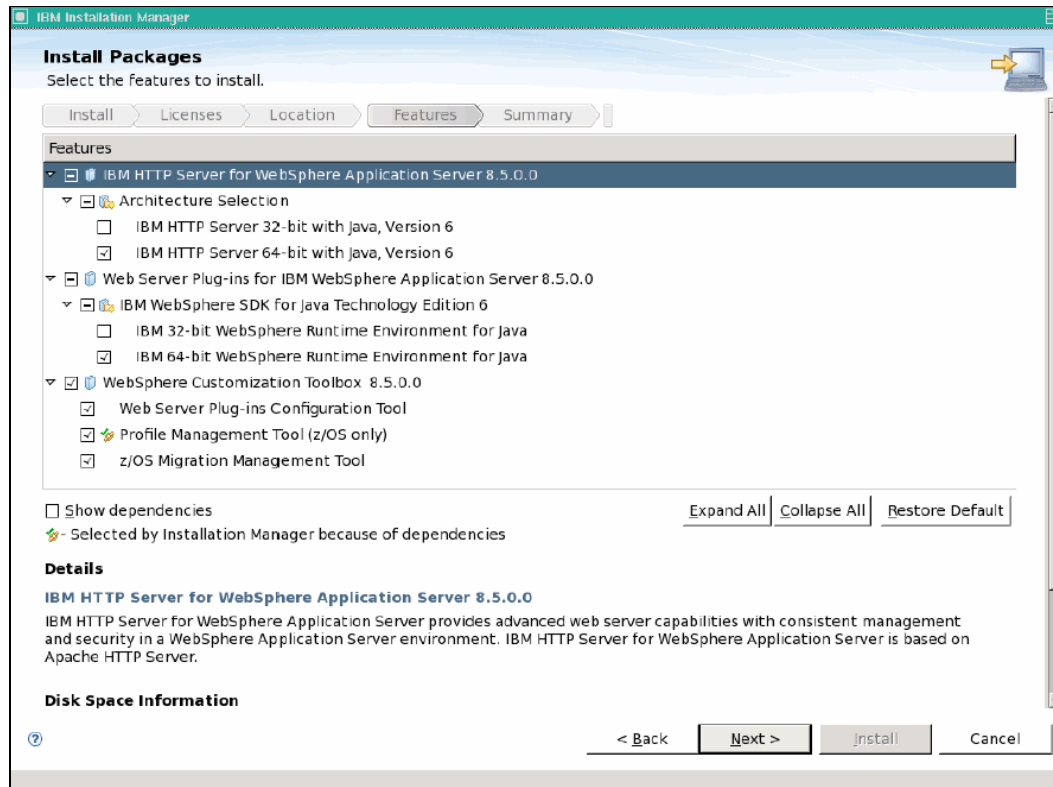 IBM Installation Manager
Install Packages
Select the features to install.
Install Licenses Location Features Summary
Features
IBM HTTP Server for WebSphere Application Server 8.5.0.0
Architecture Selection
IBM HTTP Server 32-bit with Java, Version 6
IBM HTTP Server 64-bit with Java, Version 6
Web Server Plug-ins for IBM WebSphere Application Server 8.5.0.0
IBM WebSphere SDK for Java Technology Edition 6
IBM 32-bit WebSphere Runtime Environment for Java
IBM 64-bit WebSphere Runtime Environment for Java
WebSphere Customization Toolbox 8.5.0.0
Web Server Plug-ins Configuration Tool
Profile Management Tool (z/OS only)
z/OS Migration Management Tool
Show dependencies Expand All Collapse All Restore Default
- Selected by Installation Manager because of dependencies
Details
IBM HTTP Server for WebSphere Application Server 8.5.0.0
IBM HTTP Server for WebSphere Application Server provides advanced web server capabilities with consistent management
and security in a WebSphere Application Server environment. IBM HTTP Server for WebSphere Application Server is based on
Apache HTTP Server.
Disk Space Information
? < Back Next > Install Cancel